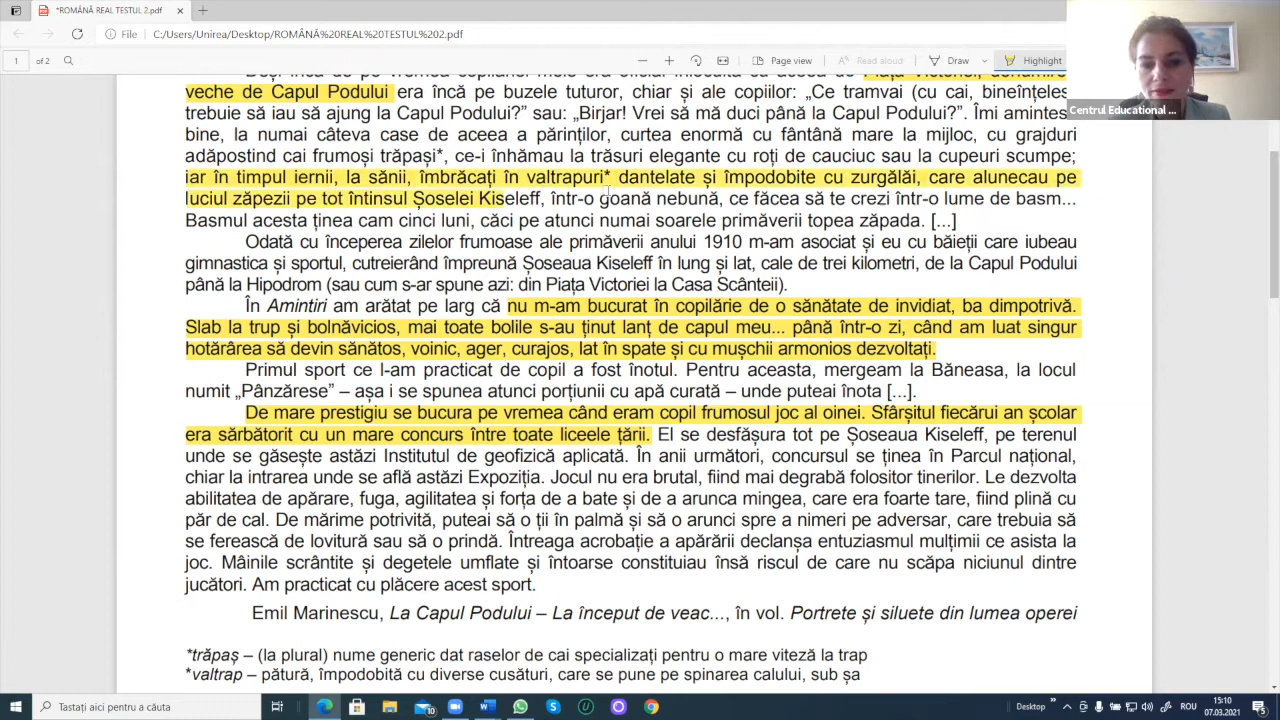 *ROMÂNĂ REAL TESTUL 2.pdf
File C:/Users/Unirea/Desktop/ROMÂNĂ%20REAL%20TESTUL%202.pdf
1 of 2 Page view Read aloud Draw Highlight
Centrul Educational ...
veche de Capul Podului era încă pe buzele tuturor, chiar și ale copiilor: „Ce tramvai (cu cai, bineînțeles
trebuie să iau să ajung la Capul Podului?” sau: „Birjar! Vrei să mă duci până la Capul Podului?”. Îmi amintesc
bine, la numai câteva case de aceea a părinților, curtea enormă cu fântână mare la mijloc, cu grajduri
adăpostind cai frumoși trăpași*, ce-i înhămau la trăsuri elegante cu roți de cauciuc sau la cupeuri scumpe;
iar în timpul iernii, la sănii, îmbrăcați în valtrapuri* dantelate și împodobite cu zurgălăi, care alunecau pe
luciul zăpezii pe tot întinsul Șoselei Kiseleff, într-o goană nebună, ce făcea să te crezi într-o lume de basm...
Basmul acesta ținea cam cinci luni, căci pe atunci numai soarele primăverii topea zăpada. [...]
Odată cu începerea zilelor frumoase ale primăverii anului 1910 m-am asociat și eu cu băieții care iubeau
gimnastica și sportul, cutreierând împreună Șoseaua Kiseleff în lung și lat, cale de trei kilometri, de la Capul Podului
până la Hipodrom (sau cum s-ar spune azi: din Piața Victoriei la Casa Scânteii).
În Amintiri am arătat pe larg că nu m-am bucurat în copilărie de o sănătate de invidiat, ba dimpotrivă.
Slab la trup și bolnăvicios, mai toate bolile s-au ținut lanț de capul meu... până într-o zi, când am luat singur
hotărârea să devin sănătos, voinic, ager, curajos, lat în spate și cu mușchii armonios dezvoltați.
Primul sport ce l-am practicat de copil a fost înotul. Pentru aceasta, mergeam la Băneasa, la locul
numit „Pânzărese” – așa i se spunea atunci porțiunii cu apă curată – unde puteai înota [...].
De mare prestigiu se bucura pe vremea când eram copil frumosul joc al oinei. Sfârșitul fiecărui an școlar
era sărbătorit cu un mare concurs între toate liceele țării. El se desfășura tot pe Șoseaua Kiseleff, pe terenul
unde se găsește astăzi Institutul de geofizică aplicată. În anii următori, concursul se ținea în Parcul național,
chiar la intrarea unde se află astăzi Expoziția. Jocul nu era brutal, fiind mai degrabă folositor tinerilor. Le dezvolta
abilitatea de apărare, fuga, agilitatea și forța de a bate și de a arunca mingea, care era foarte tare, fiind plină cu
păr de cal. De mărime potrivită, puteai să o ții în palmă și să o arunci spre a nimeri pe adversar, care trebuia să
se ferească de lovitură sau să o prindă. Întreaga acrobație a apărării declanșa entuziasmul mulțimii ce asista la
joc. Mâinile scrântite și degetele umflate și întoarse constituiau însă riscul de care nu scăpa niciunul dintre
jucători. Am practicat cu plăcere acest sport.
Emil Marinescu, La Capul Podului – La început de veac..., în vol. Portrete și siluete din lumea operei
*trăpaș – (la plural) nume generic dat raselor de cai specializați pentru o mare viteză la trap
*valtrap – pătură, împodobită cu diverse cusături, care se pune pe spinarea calului, sub șa
Tastați aici pentru a căuta
Desktop ROU 15:10
07.03.2021